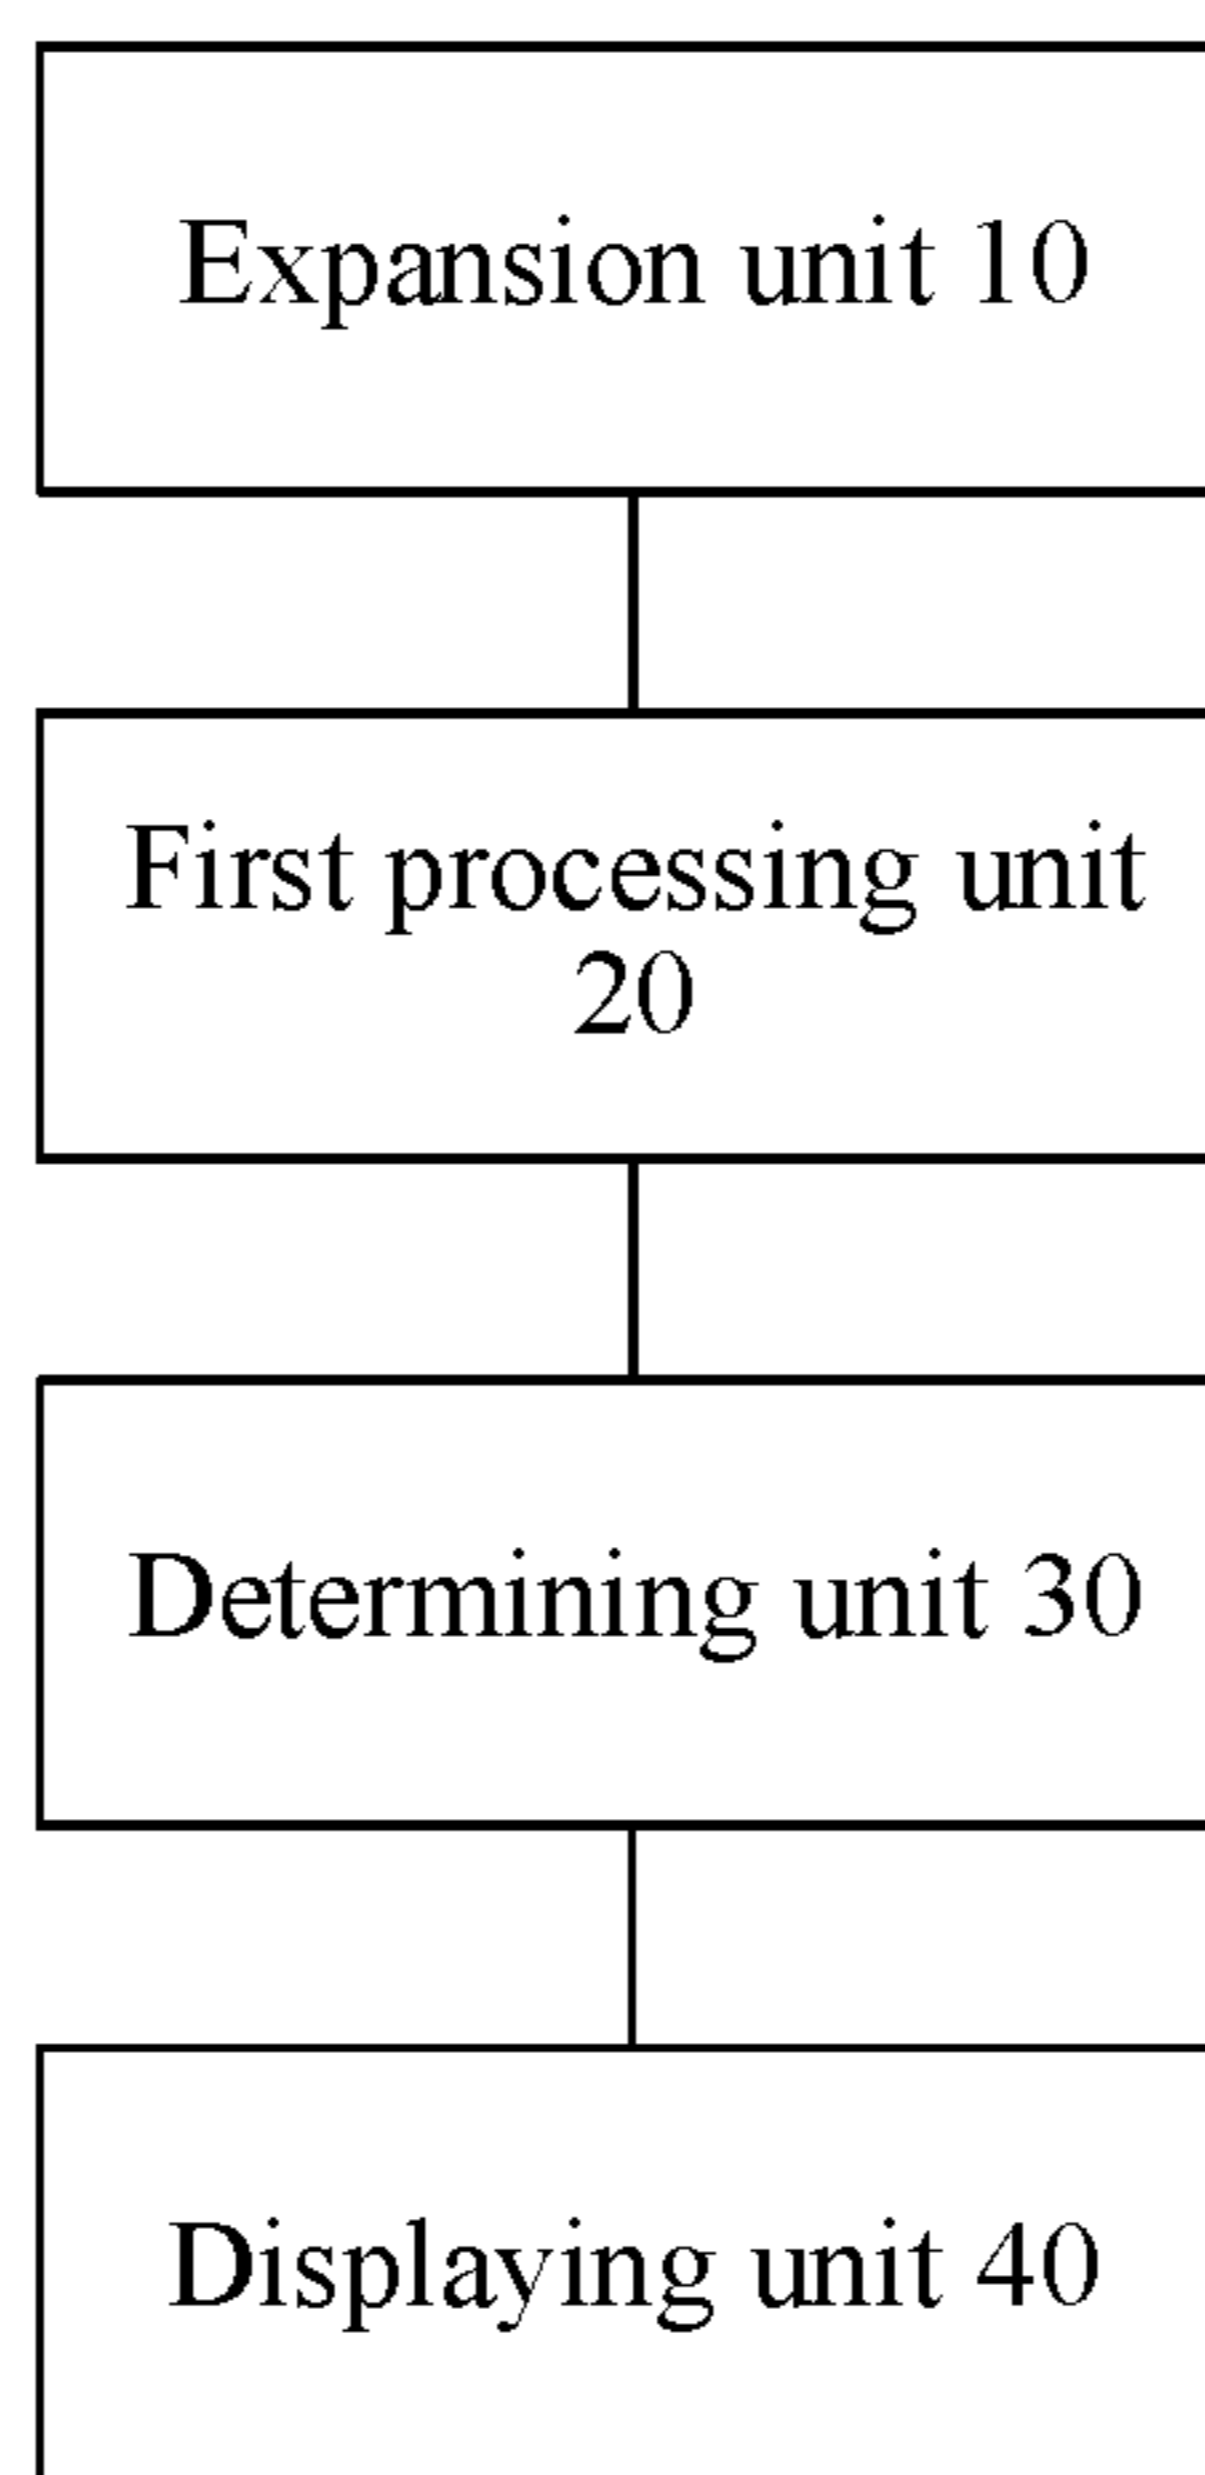 Expansion unit 10
First processing unit
20
Determining unit 30
Displaying unit 40